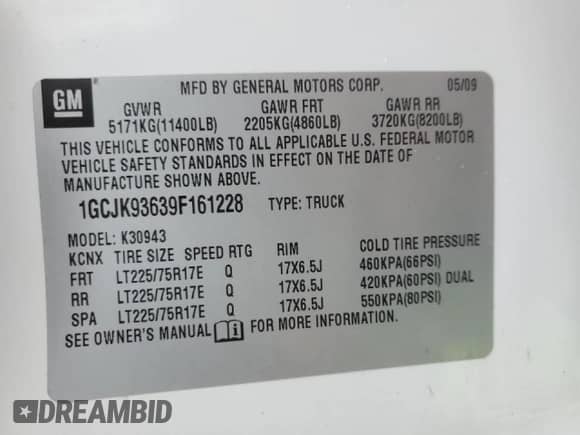 GM
MFD BY GENERAL MOTORS CORP. 05/09
GVWR GAWR FRT GAWR RR
5171KG(11400LB) 2205KG(4860LB) 3720KG(8200LB)
THIS VEHICLE CONFORMS TO ALL APPLICABLE U.S. FEDERAL MOTOR
VEHICLE SAFETY STANDARDS IN EFFECT ON THE DATE OF
MANUFACTURE SHOWN ABOVE.
1GCJK93639F161228 TYPE: TRUCK
MODEL: K30943
KCNX TIRE SIZE SPEED RTG RIM COLD TIRE PRESSURE
FRT LT225/75R17E Q 17X6.5J 460KPA(66PSI)
RR LT225/75R17E Q 17X6.5J 420KPA(60PSI) DUAL
SPA LT225/75R17E Q 17X6.5J 550KPA(80PSI)
SEE OWNER'S MANUAL FOR MORE INFORMATION.
DREAMBID